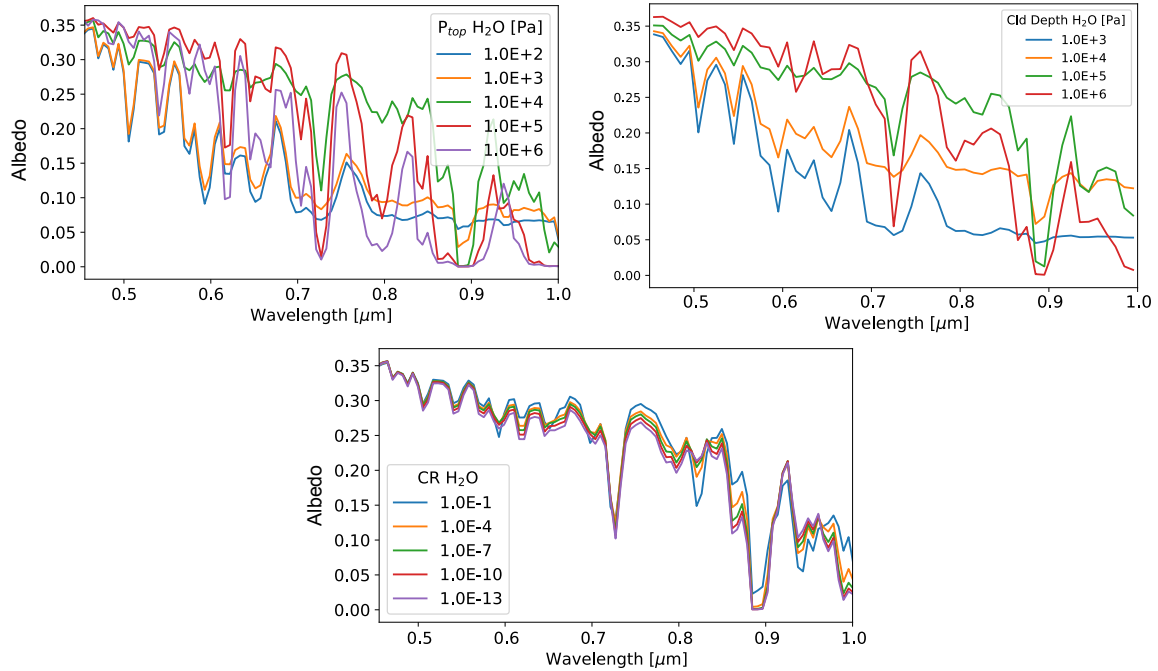 P_top H₂O [Pa]
1.0E+2
1.0E+3
1.0E+4
1.0E+5
1.0E+6
0.35
0.30
0.25
0.20
0.15
0.10
0.05
0.00
Albedo
0.5 0.6 0.7 0.8 0.9 1.0
Wavelength [μm]
Cld Depth H₂O [Pa]
1.0E+3
1.0E+4
1.0E+5
1.0E+6
0.35
0.30
0.25
0.20
0.15
0.10
0.05
0.00
Albedo
0.5 0.6 0.7 0.8 0.9 1.0
Wavelength [μm]
0.35
0.30
0.25
0.20
0.15
0.10
0.05
0.00
Albedo
CR H₂O
1.0E-1
1.0E-4
1.0E-7
1.0E-10
1.0E-13
0.5 0.6 0.7 0.8 0.9 1.0
Wavelength [μm]